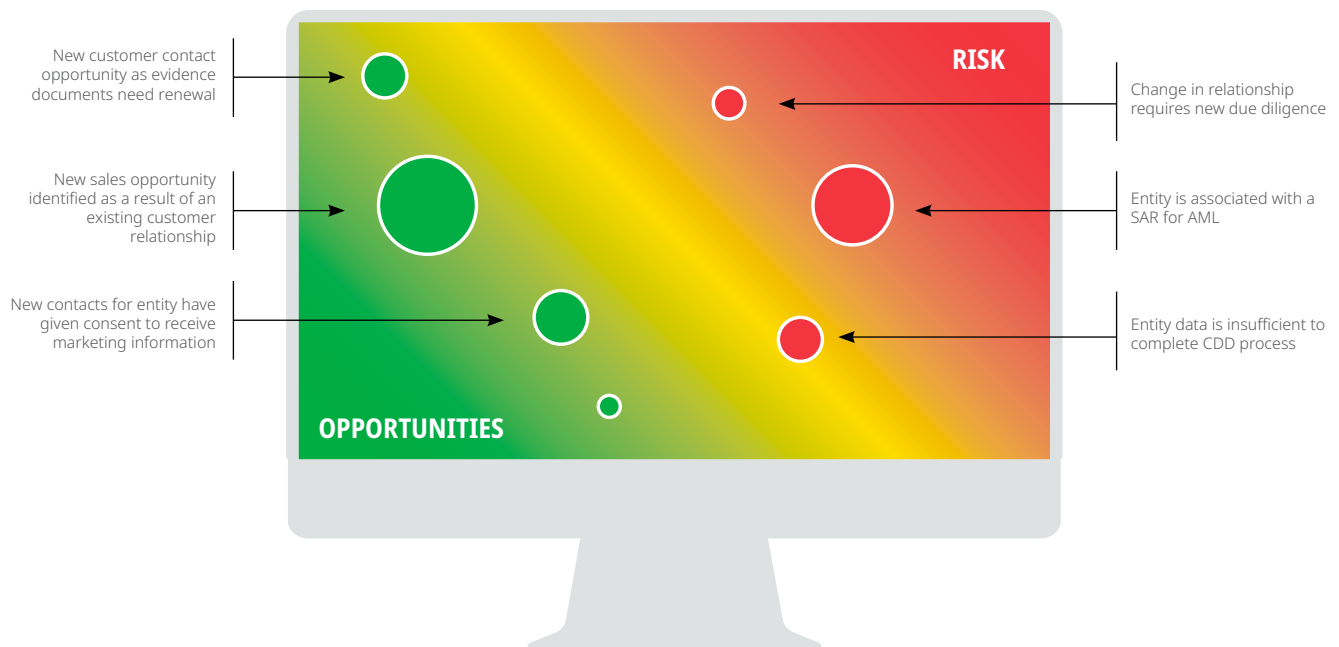 New customer contact
opportunity as evidence
documents need renewal
New sales opportunity
identified as a result of an
existing customer
relationship
New contacts for entity have
given consent to receive
marketing information
RISK
OPPORTUNITIES
Change in relationship
requires new due diligence
Entity is associated with a
SAR for AML
Entity data is insufficient to
complete CDD process